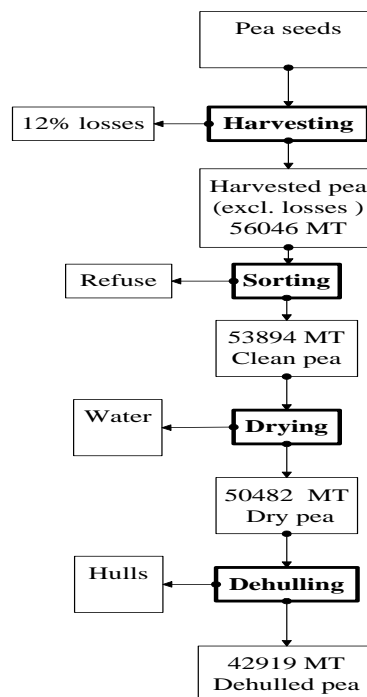 Pea seeds
12% losses
Harvesting
Harvested pea
(excl. losses )
56046 MT
Refuse
Sorting
53894 MT
Clean pea
Water
Drying
50482 MT
Dry pea
Hulls
Dehulling
42919 MT
Dehulled pea